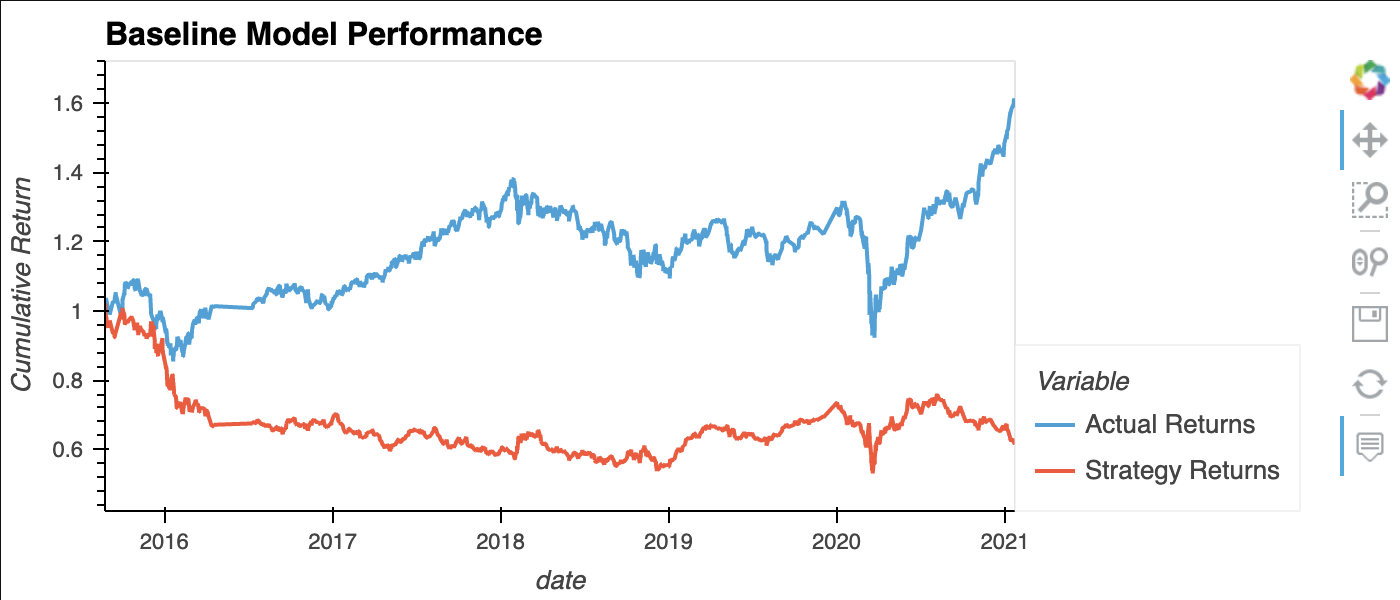 Baseline Model Performance
1.6
1.4
1.2
1
0.8
0.6
Cumulative Return
2016 2017 2018 2019 2020 2021
date
Variable
Actual Returns
Strategy Returns